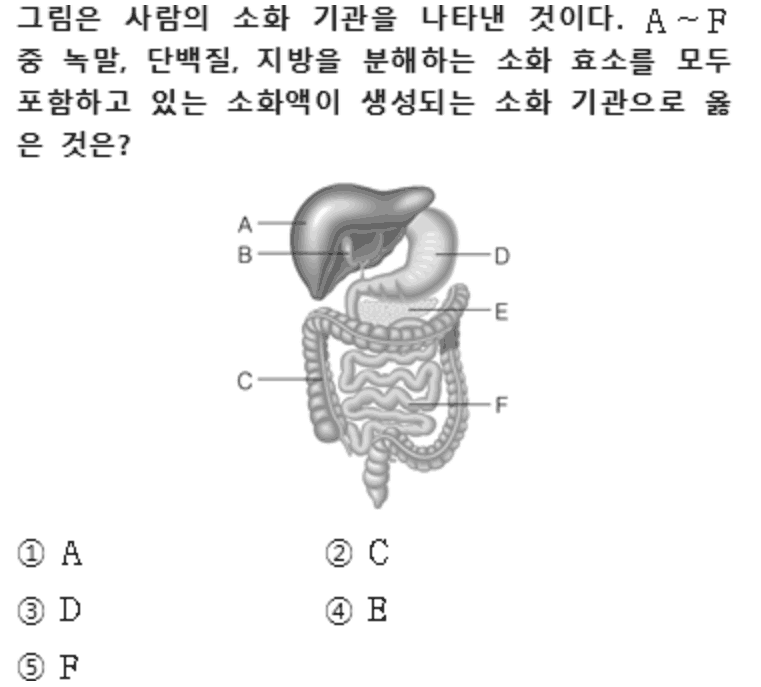 그림은 사람의 소화 기관을 나타낸 것이다. A ~ F
중 녹말, 단백질, 지방을 분해하는 소화 효소를 모두
포함하고 있는 소화액이 생성되는 소화 기관으로 옳
은 것은?
A
B
D
E
C
F
① A ② C
③ D ④ E
⑤ F